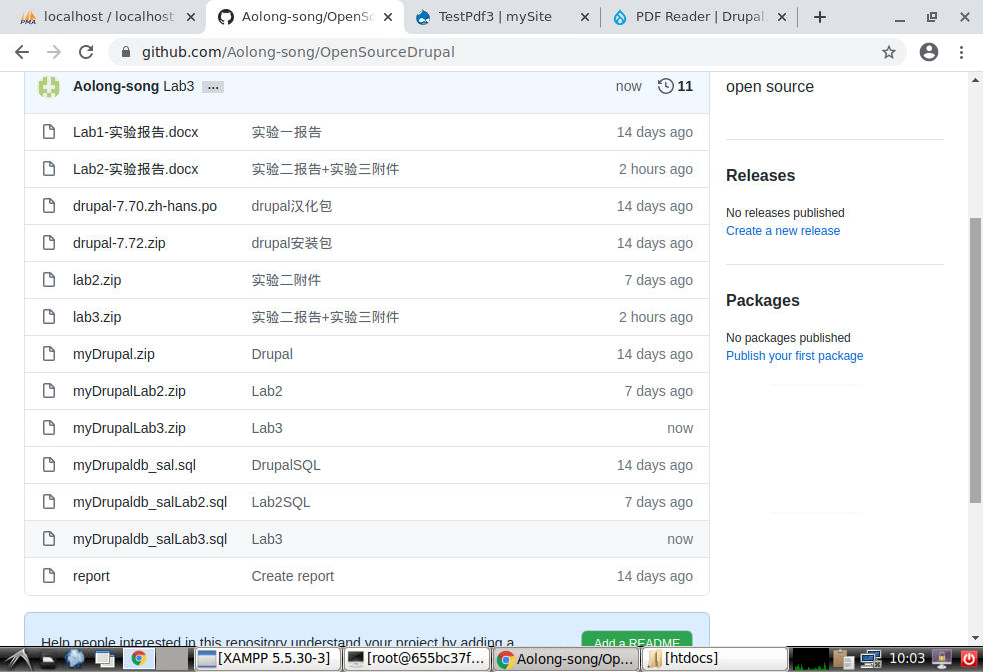 localhost / localhost
Aolong-song/OpenSo
TestPdf3 | mySite
PDF Reader | Drupal.
github.com/Aolong-song/OpenSourceDrupal
Aolong-song Lab3 ... now 11
Lab1-实验报告.docx 实验一报告 14 days ago
Lab2-实验报告.docx 实验二报告+实验三附件 2 hours ago
drupal-7.70.zh-hans.po drupal汉化包 14 days ago
drupal-7.72.zip drupal安装包 14 days ago
lab2.zip 实验二附件 7 days ago
lab3.zip 实验二报告+实验三附件 2 hours ago
myDrupal.zip Drupal 14 days ago
myDrupalLab2.zip Lab2 7 days ago
myDrupalLab3.zip Lab3 now
myDrupaldb_sal.sql DrupalSQL 14 days ago
myDrupaldb_salLab2.sql Lab2SQL 7 days ago
myDrupaldb_salLab3.sql Lab3 now
report Create report 14 days ago
Help people interested in this repository understand your project by adding a
Add a README
open source
Releases
No releases published
Create a new release
Packages
No packages published
Publish your first package
[XAMPP 5.5.30-3]
[root@655bc37f...
Aolong-song/Op...
[htdocs]
10:03